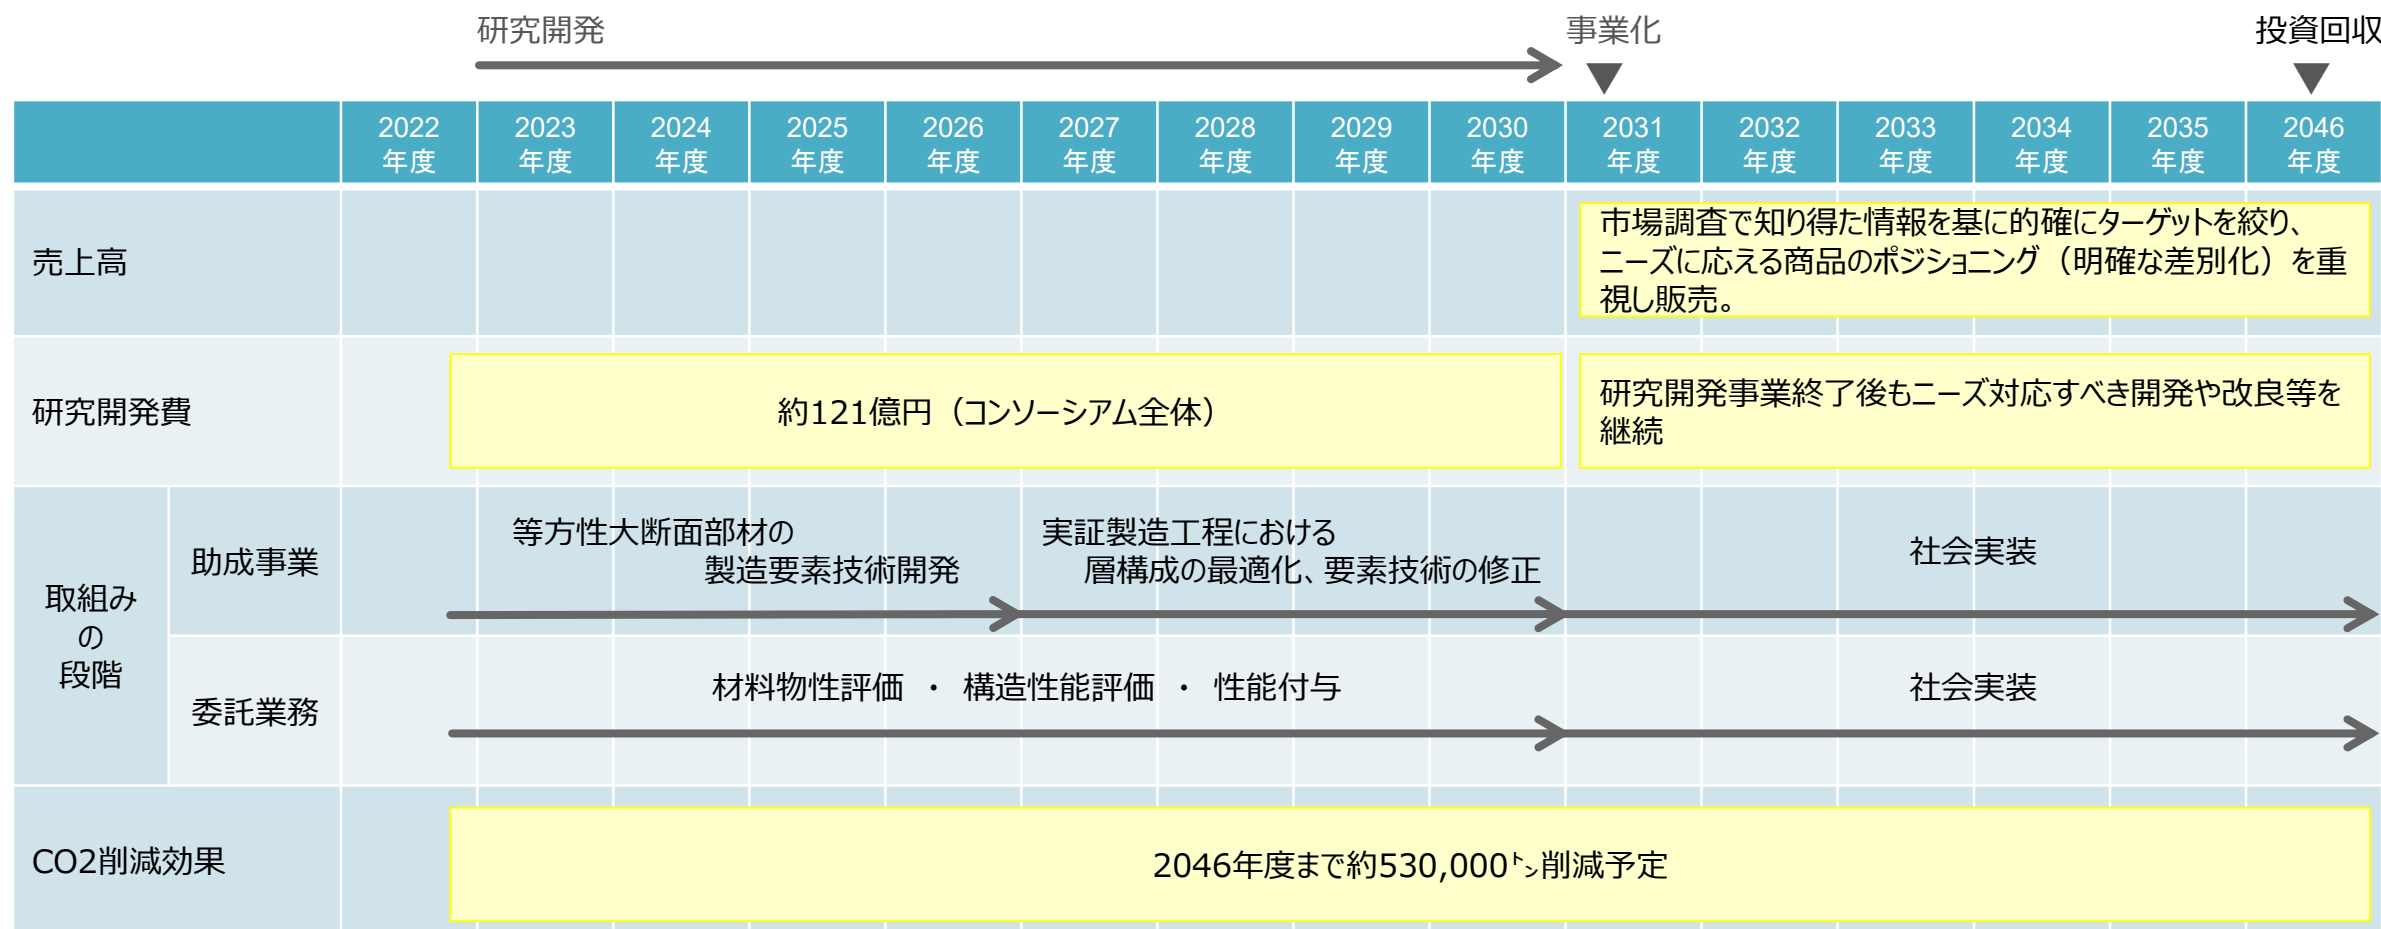 研究開発
事業化
投資回収
2022
年度
2023
年度
2024
年度
2025
年度
2026
年度
2027
年度
2028
年度
2029
年度
2030
年度
2031
年度
2032
年度
2033
年度
2034
年度
2035
年度
2046
年度
売上高
市場調査で知り得た情報を基に的確にターゲットを絞り、
ニーズに応える商品のポジショニング（明確な差別化）を重
視し販売。
研究開発費
約121億円（コンソーシアム全体）
研究開発事業終了後もニーズ対応すべき開発や改良等を
継続
取組み
の
段階
助成事業
等方性大断面部材の
製造要素技術開発
実証製造工程における
層構成の最適化、要素技術の修正
社会実装
委託業務
材料物性評価 ・ 構造性能評価 ・ 性能付与
社会実装
CO2削減効果
2046年度まで約530,000㌧削減予定